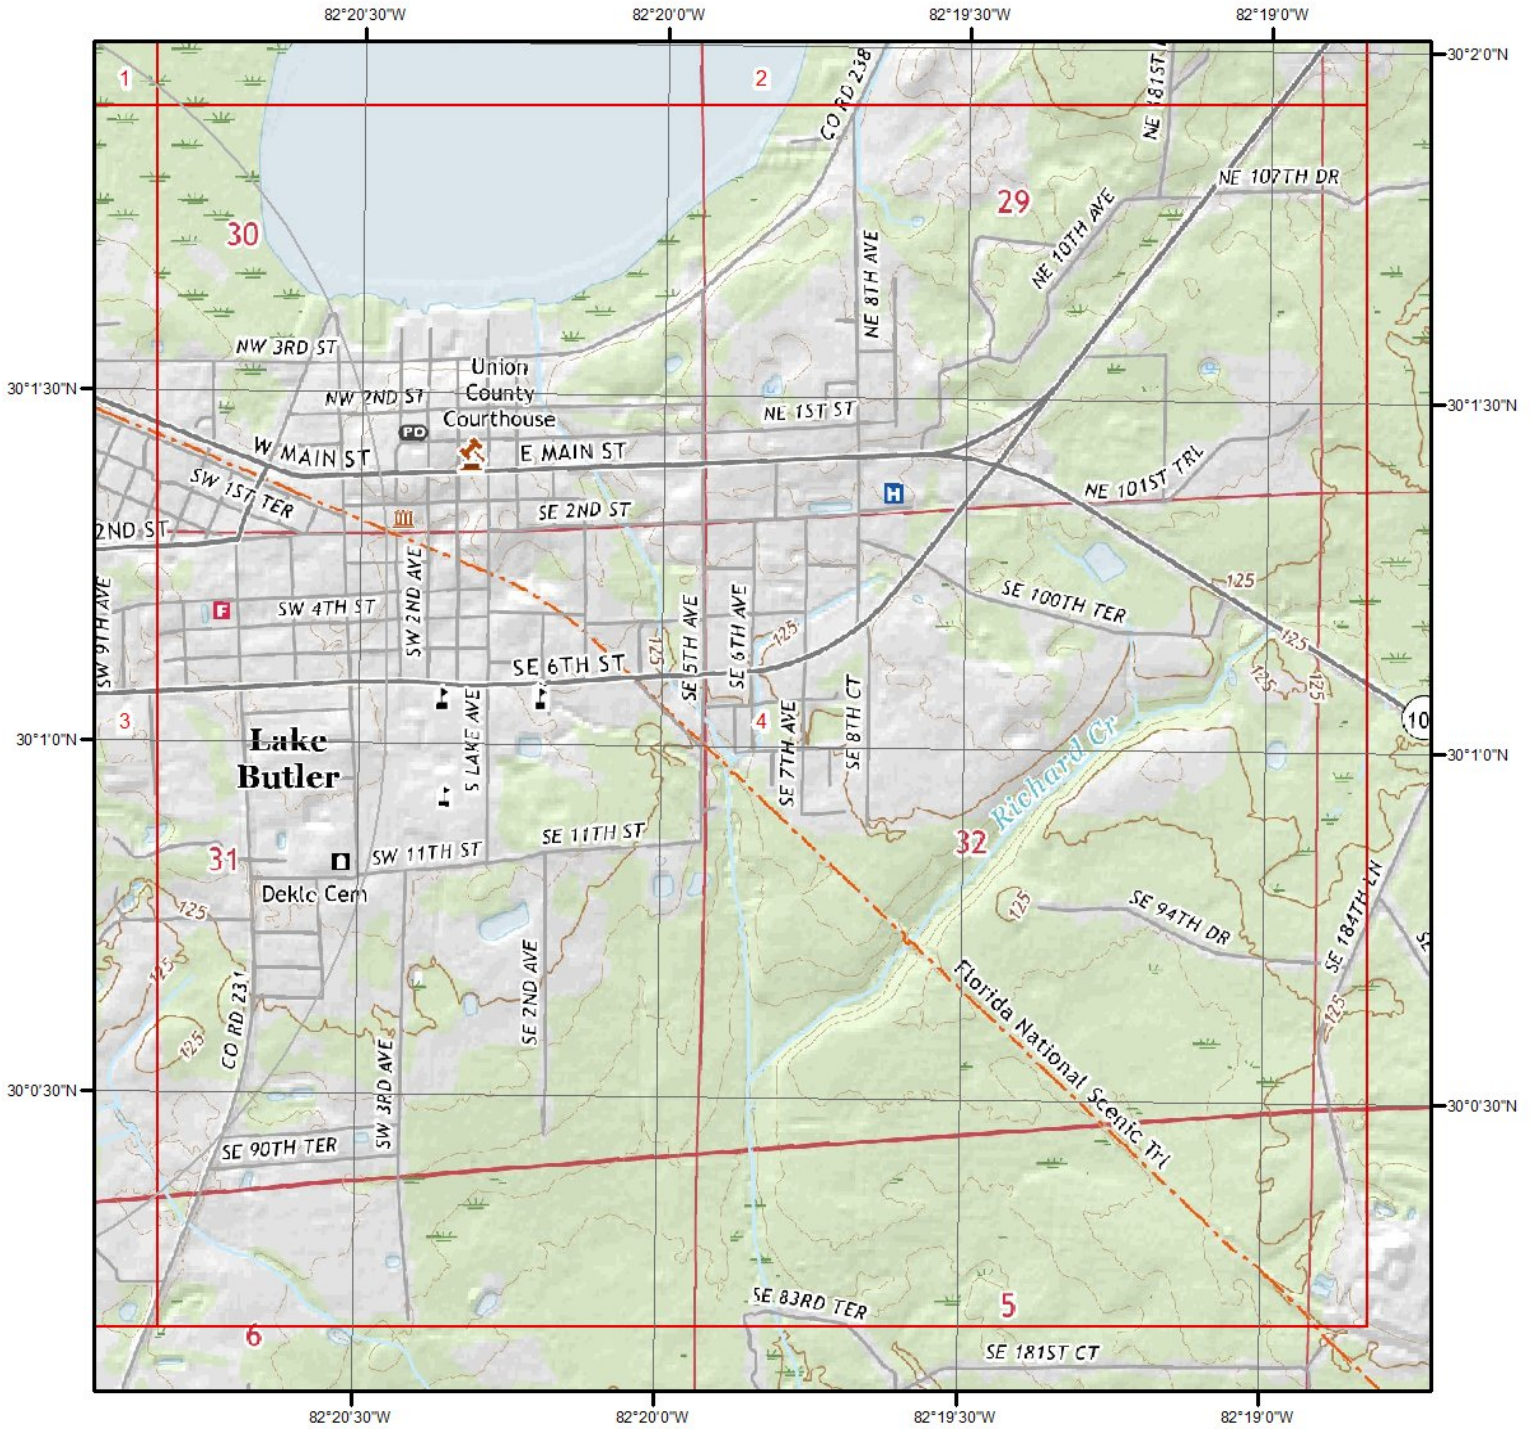 82°20'30"W
82°20'0"W
82°19'30"W
82°19'0"W
30°2'0"N
1
2
CO RD 238
NE 181ST
NE 107TH DR
29
30
NE 10TH AVE
NE 8TH AVE
NW 3RD ST
Union
County
Courthouse
30°1'30"N
NW 2ND ST
NE 1ST ST
30°1'30"N
PD
W MAIN ST
E MAIN ST
NE 101ST TRL
SW 1ST TER
H
SE 2ND ST
2ND ST
SW 9TH AVE
F
SW 4TH ST
SW 2ND AVE
125
SE 5TH AVE
SE 6TH AVE
125
SE 100TH TER
125
125
125
125
SE 6TH ST
3
4
10
Lake
Butler
S LAKE AVE
SE 7TH AVE
SE 8TH CT
Richard Cr
30°1'0"N
30°1'0"N
SE 11TH ST
SW 11TH ST
31
32
Dekle Cem
125
125
125
125
SE 94TH DR
SE 184TH LN
SE
125
CO RD 231
SW 3RD AVE
SE 2ND AVE
Florida National Scenic Trl
30°0'30"N
30°0'30"N
SE 90TH TER
SE 83RD TER
5
6
SE 181ST CT
82°20'30"W
82°20'0"W
82°19'30"W
82°19'0"W